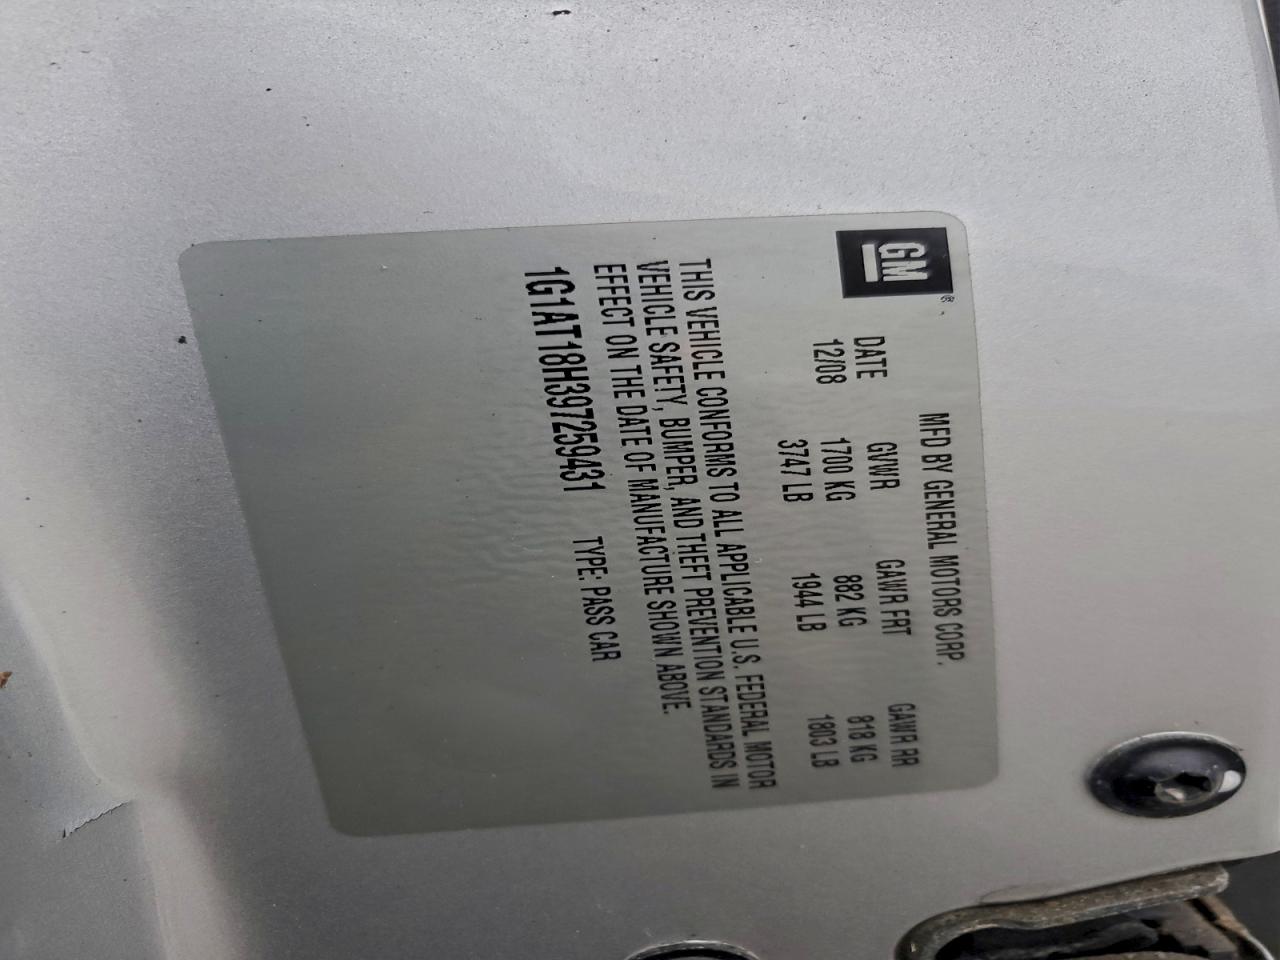 GM
MFD BY GENERAL MOTORS CORP.
DATE GVWR GAWR FRT GAWR RR
12/08 1700 KG 882 KG 818 KG
3747 LB 1944 LB 1803 LB
THIS VEHICLE CONFORMS TO ALL APPLICABLE U.S. FEDERAL MOTOR
VEHICLE SAFETY, BUMPER, AND THEFT PREVENTION STANDARDS IN
EFFECT ON THE DATE OF MANUFACTURE SHOWN ABOVE.
1G1AT18H397259431 TYPE: PASS CAR